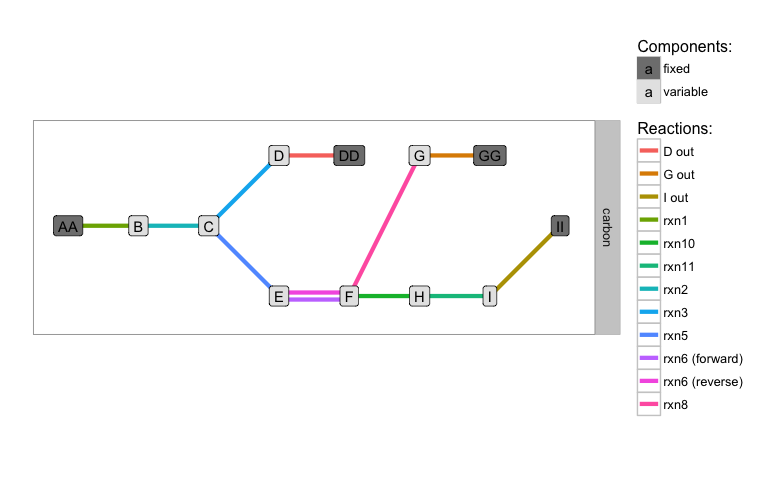 Components:
a fixed
a variable
Reactions:
D out
G out
I out
rxn1
rxn10
rxn11
rxn2
rxn3
rxn5
rxn6 (forward)
rxn6 (reverse)
rxn8
D DD G GG
AA B C II
E F H I
carbon